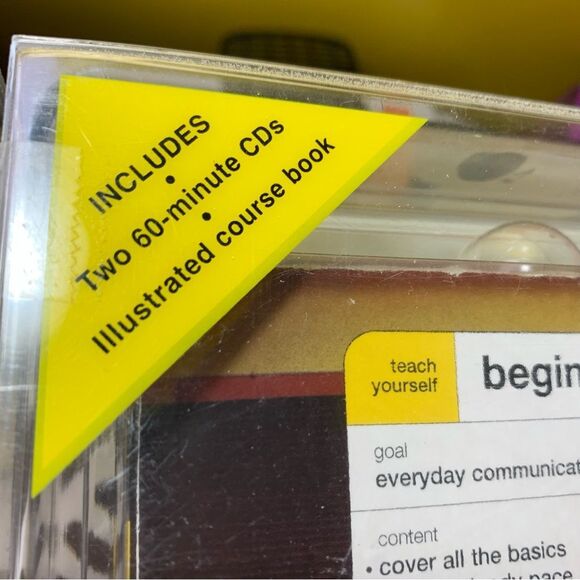 INCLUDES
•
Two 60-minute CDs
•
Illustrated course book
teach
yourself
begin
goal
everyday communicat
content
• cover all the basics
pace